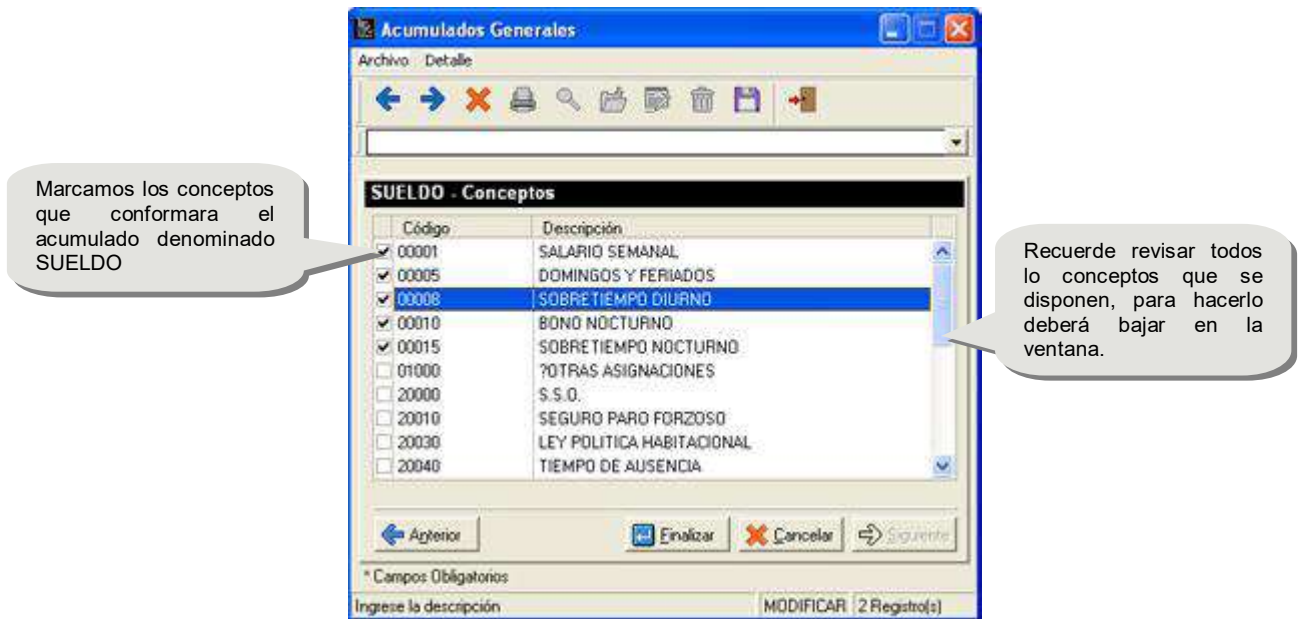 Acumulados Generales
Archivo Detalle
SUELDO - Conceptos
Código Descripción
00001 SALARIO SEMANAL
00005 DOMINGOS Y FERIADOS
00008 SOBRETIEMPO DIURNO
00010 BONO NOCTURNO
00015 SOBRETIEMPO NOCTURNO
01000 ?OTRAS ASIGNACIONES
20000 S.S.O.
20010 SEGURO PARO FORZOSO
20030 LEY POLITICA HABITACIONAL
20040 TIEMPO DE AUSENCIA
Anterior Finalizar Cancelar Siguiente
* Campos Obligatorios
Ingrese la descripción MODIFICAR 2 Registro(s)
Marcamos los conceptos
que conformara el
acumulado denominado
SUELDO
Recuerde revisar todos
lo conceptos que se
disponen, para hacerlo
deberá bajar en la
ventana.